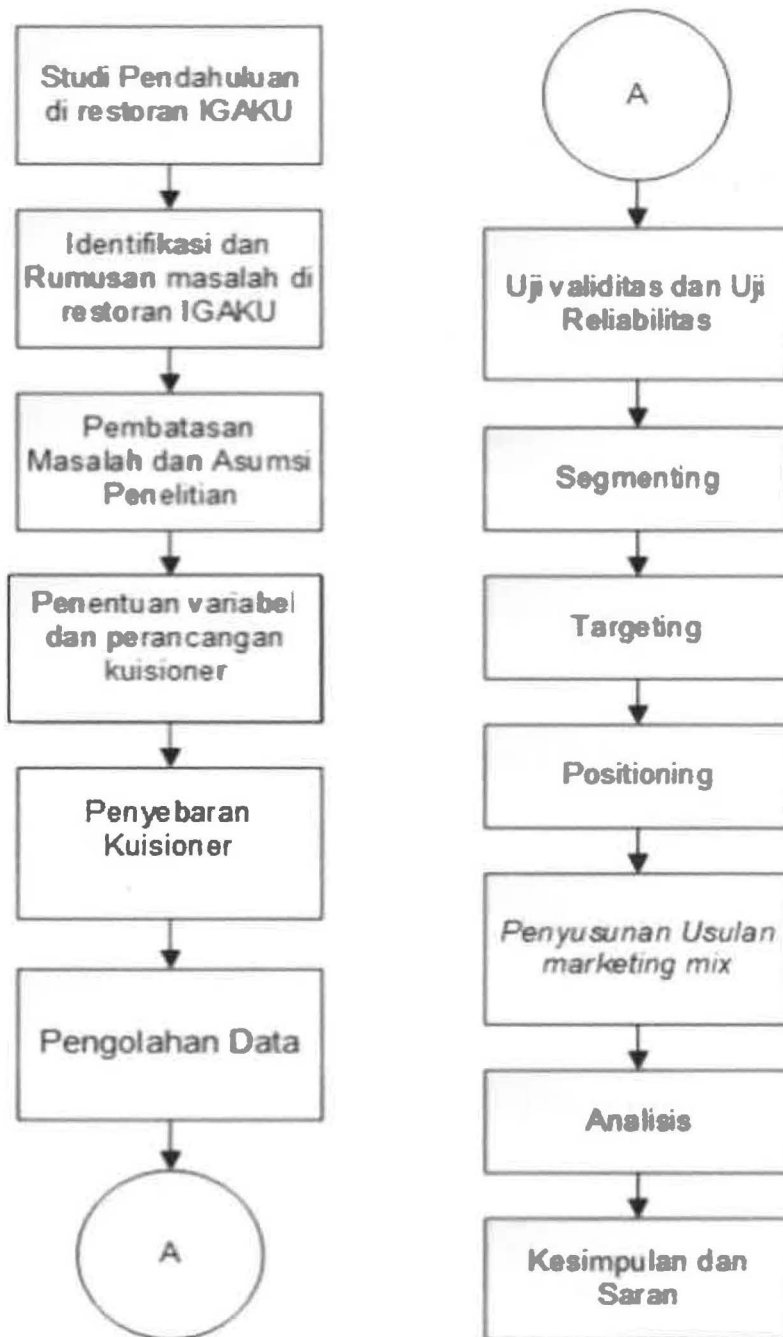 Studi Pendahuluan
di restoran IGAKU
Identifikasi dan
Rumusan masalah di
restoran IGAKU
Pembatasan
Masalah dan Asumsi
Penelitian
Penentuan variabel
dan perancangan
kuisioner
Penyebaran
Kuisioner
Pengolahan Data
A
A
Uji validitas dan Uji
Reliabilitas
Segmenting
Targeting
Positioning
Penyusunan Usulan
marketing mix
Analisis
Kesimpulan dan
Saran